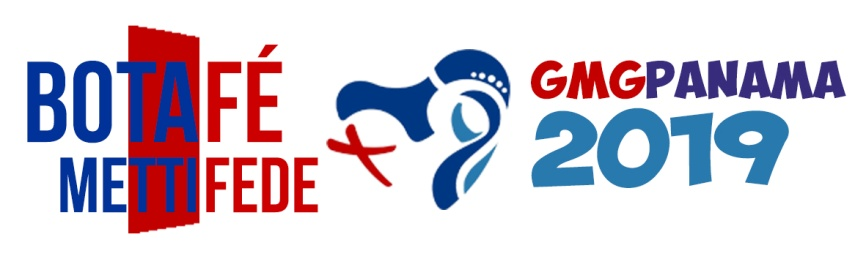 BOTAFÉ
METTIFEDE
GMGPANAMA
2019